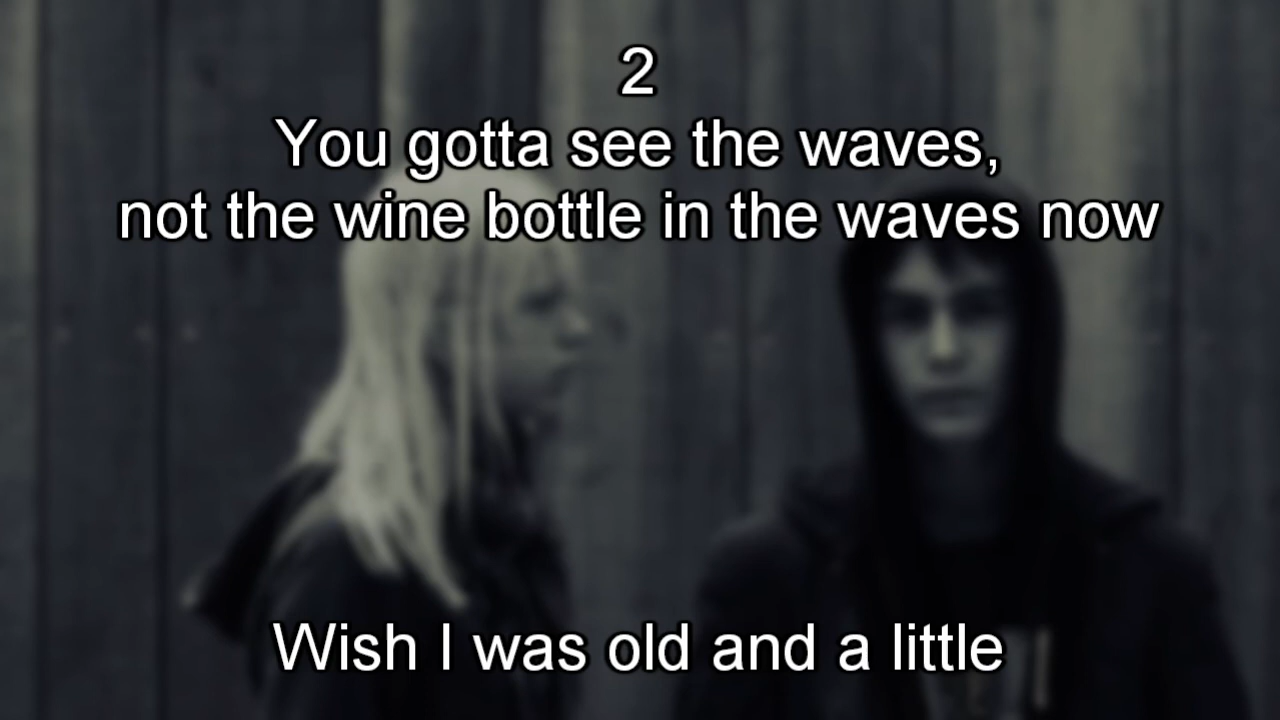 2
You gotta see the waves,
not the wine bottle in the waves now
Wish I was old and a little